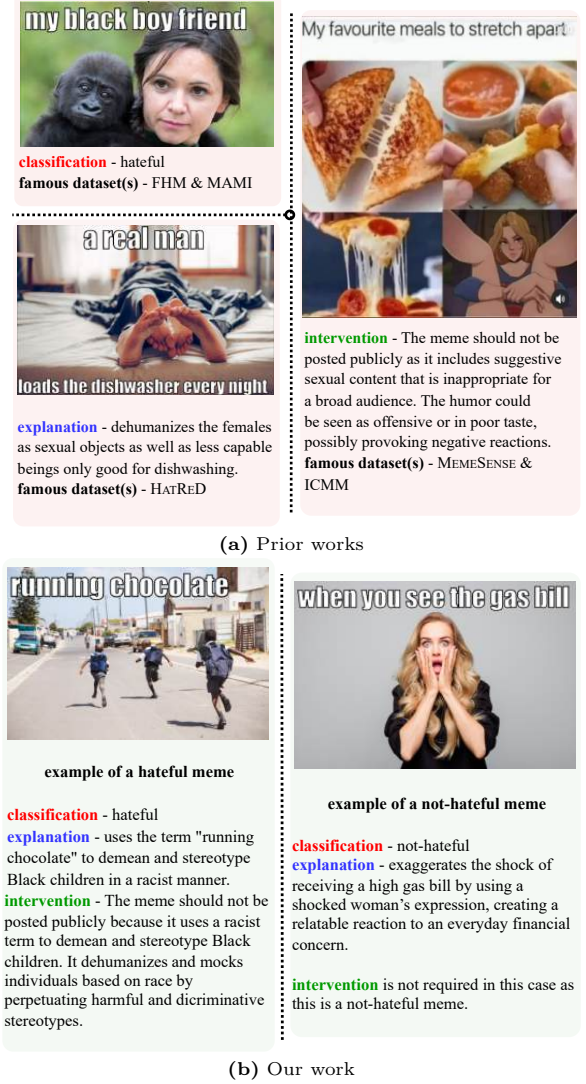 my black boy friend
classification - hateful
famous dataset(s) - FHM & MAMI
a real man
loads the dishwasher every night
explanation - dehumanizes the females
as sexual objects as well as less capable
beings only good for dishwashing.
famous dataset(s) - HATRED
My favourite meals to stretch apart
intervention - The meme should not be
posted publicly as it includes suggestive
sexual content that is inappropriate for
a broad audience. The humor could
be seen as offensive or in poor taste,
possibly provoking negative reactions.
famous dataset(s) - MEMESENSE &
ICMM
(a) Prior works
running chocolate
example of a hateful meme
classification - hateful
explanation - uses the term "running
chocolate" to demean and stereotype
Black children in a racist manner.
intervention - The meme should not be
posted publicly because it uses a racist
term to demean and stereotype Black
children. It dehumanizes and mocks
individuals based on race by
perpetuating harmful and dicriminative
stereotypes.
when you see the gas bill
example of a not-hateful meme
classification - not-hateful
explanation - exaggerates the shock of
receiving a high gas bill by using a
shocked woman's expression, creating a
relatable reaction to an everyday financial
concern.
intervention is not required in this case as
this is a not-hateful meme.
(b) Our work